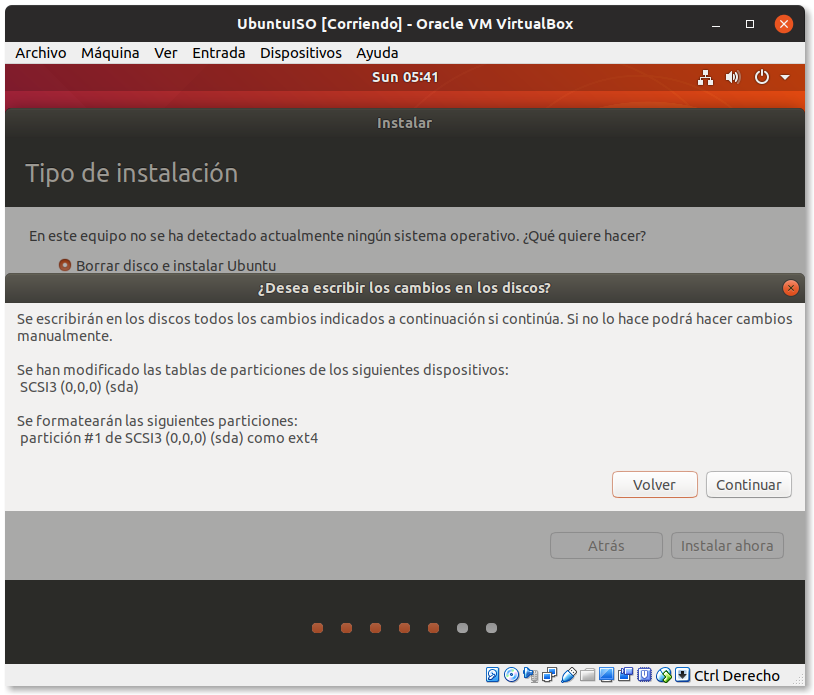 UbuntuISO [Corriendo] - Oracle VM VirtualBox
Archivo Máquina Ver Entrada Dispositivos Ayuda
Sun 05:41
Instalar
Tipo de instalación
En este equipo no se ha detectado actualmente ningún sistema operativo. ¿Qué quiere hacer?
Borrar disco e instalar Ubuntu
¿Desea escribir los cambios en los discos?
Se escribirán en los discos todos los cambios indicados a continuación si continúa. Si no lo hace podrá hacer cambios
manualmente.
Se han modificado las tablas de particiones de los siguientes dispositivos:
SCSI3 (0,0,0) (sda)
Se formatearán las siguientes particiones:
partición #1 de SCSI3 (0,0,0) (sda) como ext4
Volver Continuar
Atrás Instalar ahora
Ctrl Derecho